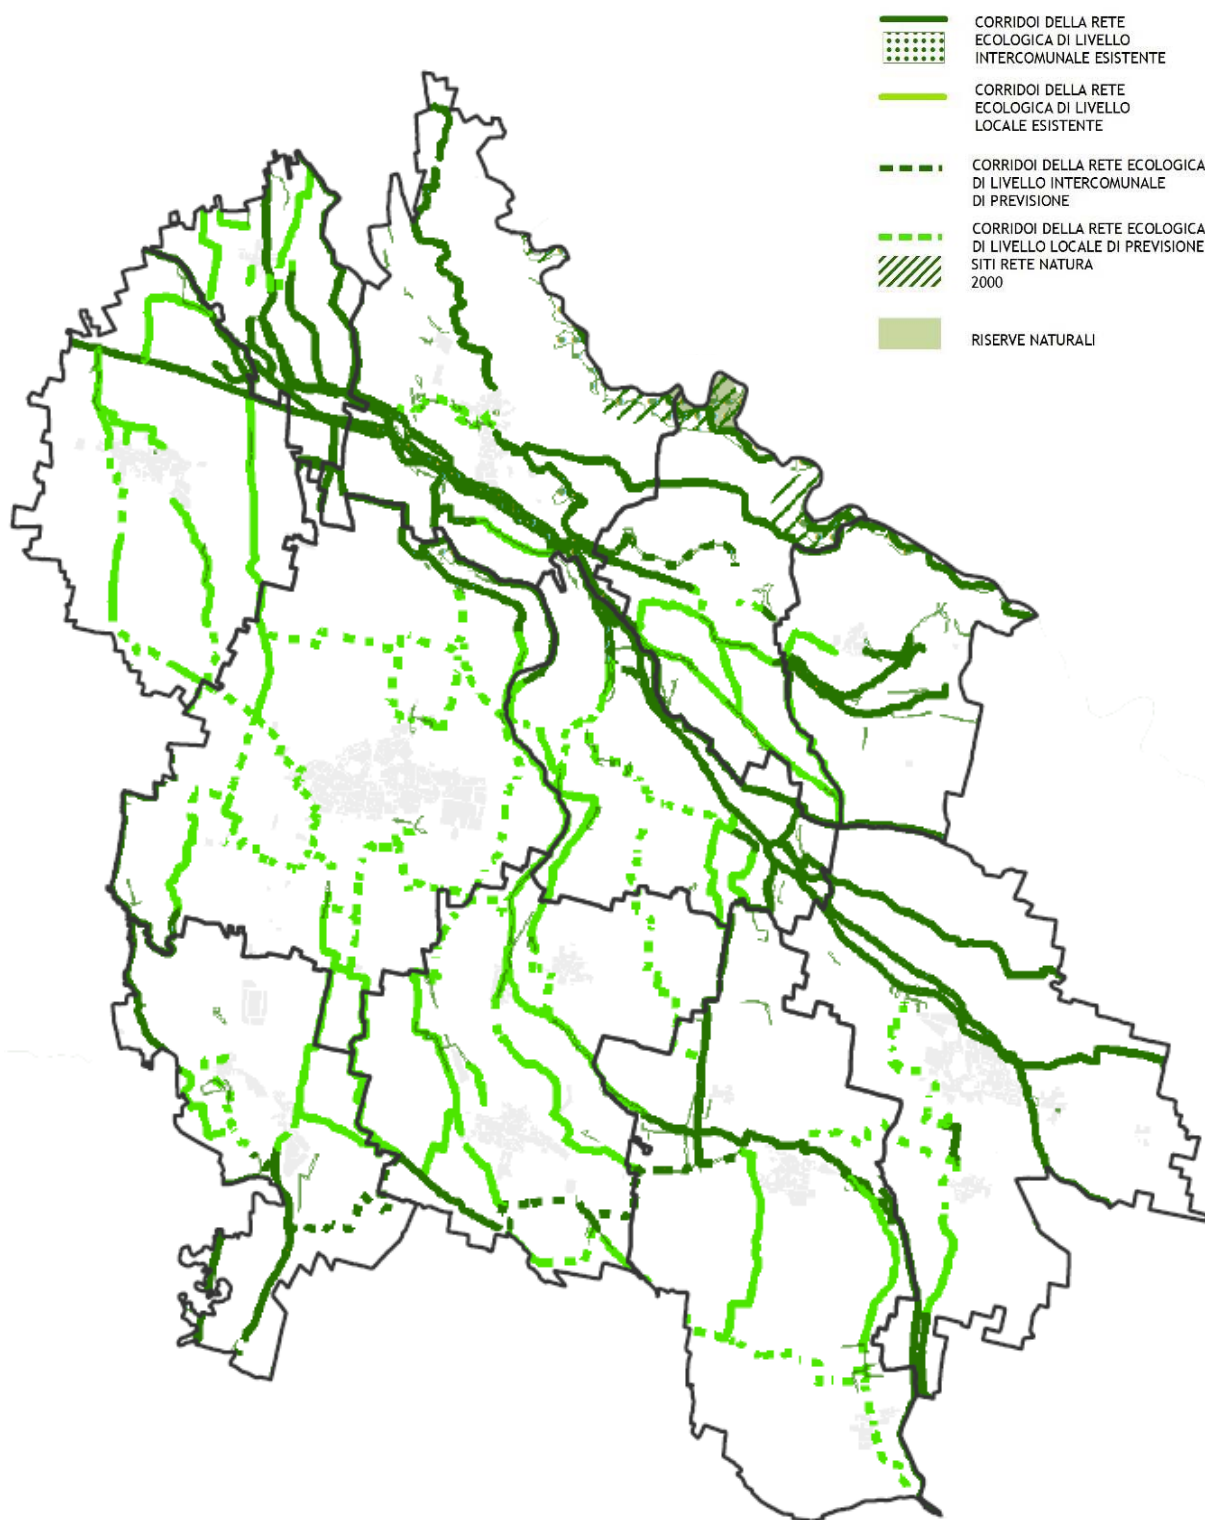 CORRIDOI DELLA RETE
ECOLOGICA DI LIVELLO
INTERCOMUNALE ESISTENTE
CORRIDOI DELLA RETE
ECOLOGICA DI LIVELLO
LOCALE ESISTENTE
CORRIDOI DELLA RETE ECOLOGICA
DI LIVELLO INTERCOMUNALE
DI PREVISIONE
CORRIDOI DELLA RETE ECOLOGICA
DI LIVELLO LOCALE DI PREVISIONE
SITI RETE NATURA
2000
RISERVE NATURALI